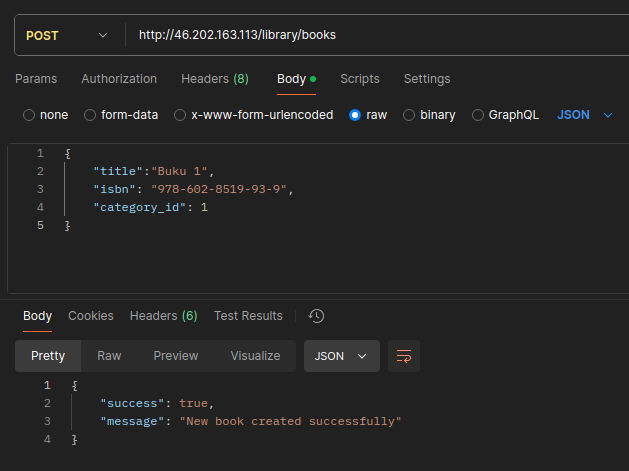 POST http://46.202.163.113/library/books
Params Authorization Headers (8) Body Scripts Settings
none form-data x-www-form-urlencoded raw binary GraphQL JSON
1 {
2 "title":"Buku 1",
3 "isbn": "978-602-8519-93-9",
4 "category_id": 1
5 }
Body Cookies Headers (6) Test Results
Pretty Raw Preview Visualize JSON
1 {
2 "success": true,
3 "message": "New book created successfully"
4 }